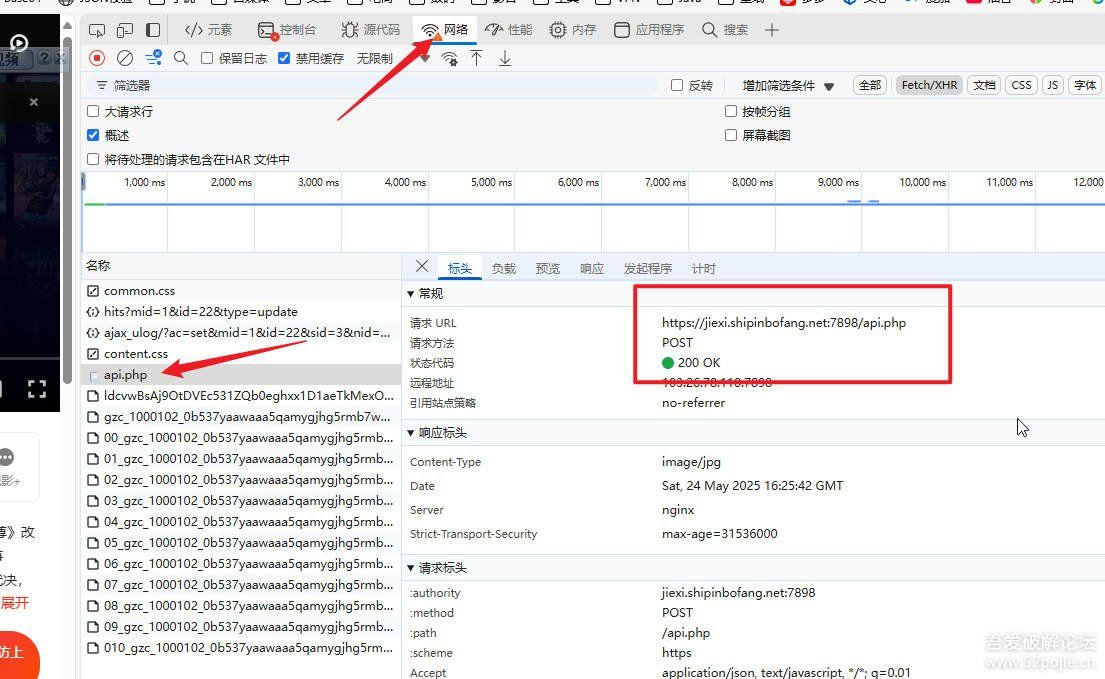 元素 控制台 源代码 网络 性能 内存 应用程序 搜索
保留日志 禁用缓存 无限制
筛选器 反转 增加筛选条件 全部 Fetch/XHR 文档 CSS JS 字体
大请求行 按帧分组
概述 屏幕截图
将待处理的请求包含在HAR 文件中
1,000 ms 2,000 ms 3,000 ms 4,000 ms 5,000 ms 6,000 ms 7,000 ms 8,000 ms 9,000 ms 10,000 ms 11,000 ms 12,000
名称
common.css
hits?mid=1&id=22&type=update
ajax_ulog/?ac=set&mid=1&id=22&sid=3&nid=...
content.css
api.php
ldcvwBsAj9OtDVEc531ZQb0eghxx1D1aeTkMexO...
gzc_1000102_0b537yaawaaa5qamygjhg5rmb7w...
00_gzc_1000102_0b537yaawaaa5qamygjhg5rmb...
01_gzc_1000102_0b537yaawaaa5qamygjhg5rmb...
02_gzc_1000102_0b537yaawaaa5qamygjhg5rmb...
03_gzc_1000102_0b537yaawaaa5qamygjhg5rmb...
04_gzc_1000102_0b537yaawaaa5qamygjhg5rmb...
05_gzc_1000102_0b537yaawaaa5qamygjhg5rmb...
06_gzc_1000102_0b537yaawaaa5qamygjhg5rmb...
07_gzc_1000102_0b537yaawaaa5qamygjhg5rmb...
08_gzc_1000102_0b537yaawaaa5qamygjhg5rmb...
09_gzc_1000102_0b537yaawaaa5qamygjhg5rmb...
010_gzc_1000102_0b537yaawaaa5qamygjhg5rmb...
标头 负载 预览 响应 发起程序 计时
常规
请求 URL https://jiexi.shipinbofang.net:7898/api.php
请求方法 POST
状态代码 200 OK
远程地址
引用站点策略 no-referrer
响应标头
Content-Type image/jpg
Date Sat, 24 May 2025 16:25:42 GMT
Server nginx
Strict-Transport-Security max-age=31536000
请求标头
:authority jiexi.shipinbofang.net:7898
:method POST
:path /api.php
:scheme https
Accept application/json, text/javascript, */*; q=0.01
展开
防上
吾爱破解论坛
www.52pojie.cn